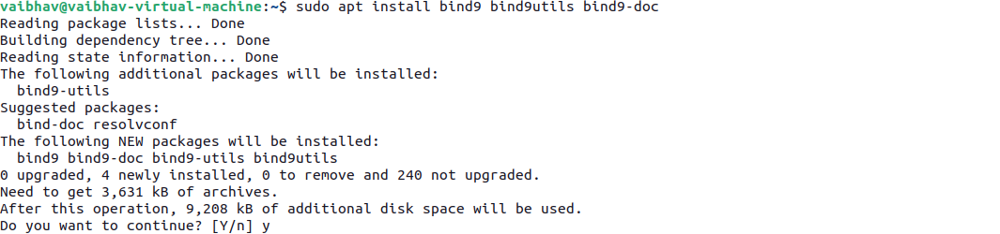 vaibhav@vaibhav-virtual-machine:~$ sudo apt install bind9 bind9utils bind9-doc
Reading package lists... Done
Building dependency tree... Done
Reading state information... Done
The following additional packages will be installed:
  bind9-utils
Suggested packages:
  bind-doc resolvconf
The following NEW packages will be installed:
  bind9 bind9-doc bind9-utils bind9utils
0 upgraded, 4 newly installed, 0 to remove and 240 not upgraded.
Need to get 3,631 kB of archives.
After this operation, 9,208 kB of additional disk space will be used.
Do you want to continue? [Y/n] y